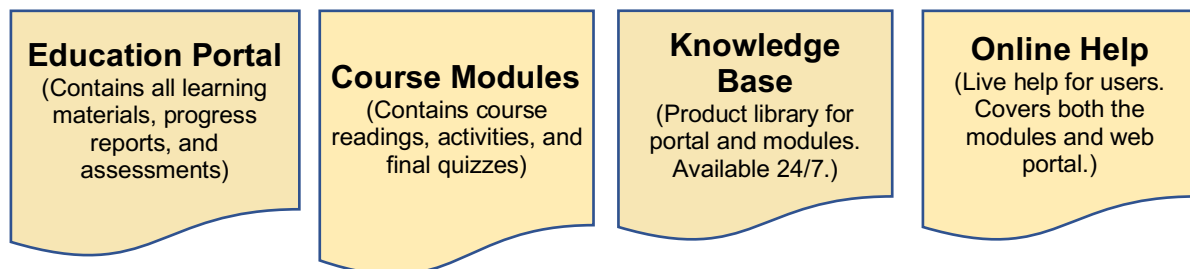 Education Portal
(Contains all learning
materials, progress
reports, and
assessments)
Course Modules
(Contains course
readings, activities, and
final quizzes)
Knowledge
Base
(Product library for
portal and modules.
Available 24/7.)
Online Help
(Live help for users.
Covers both the
modules and web
portal.)